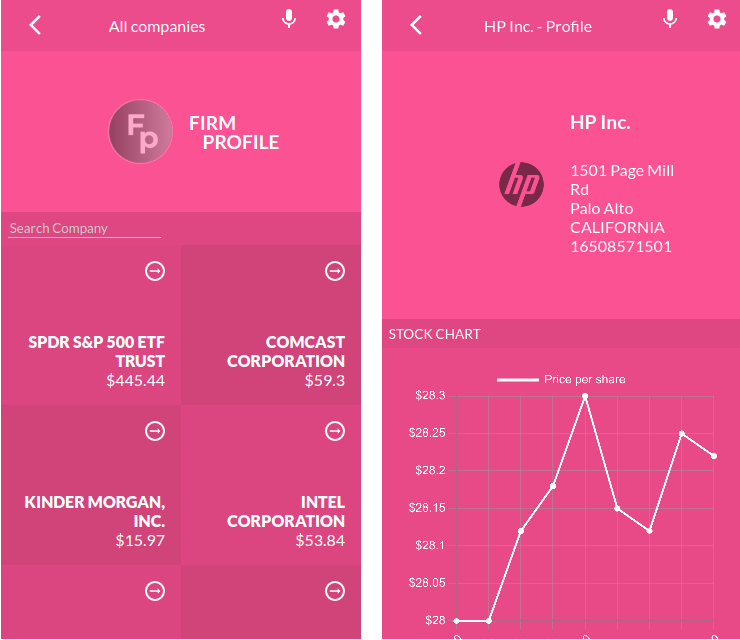 All companies
Fp
FIRM
PROFILE
Search Company
SPDR S&P 500 ETF
TRUST
$445.44
COMCAST
CORPORATION
$59.3
KINDER MORGAN,
INC.
$15.97
INTEL
CORPORATION
$53.84
HP Inc. - Profile
HP Inc.
hp
1501 Page Mill
Rd
Palo Alto
CALIFORNIA
16508571501
STOCK CHART
Price per share
$28.3
$28.25
$28.2
$28.15
$28.1
$28.05
$28